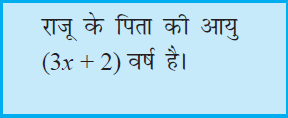 राजू के पिता की आयु
(3x + 2) वर्ष है।